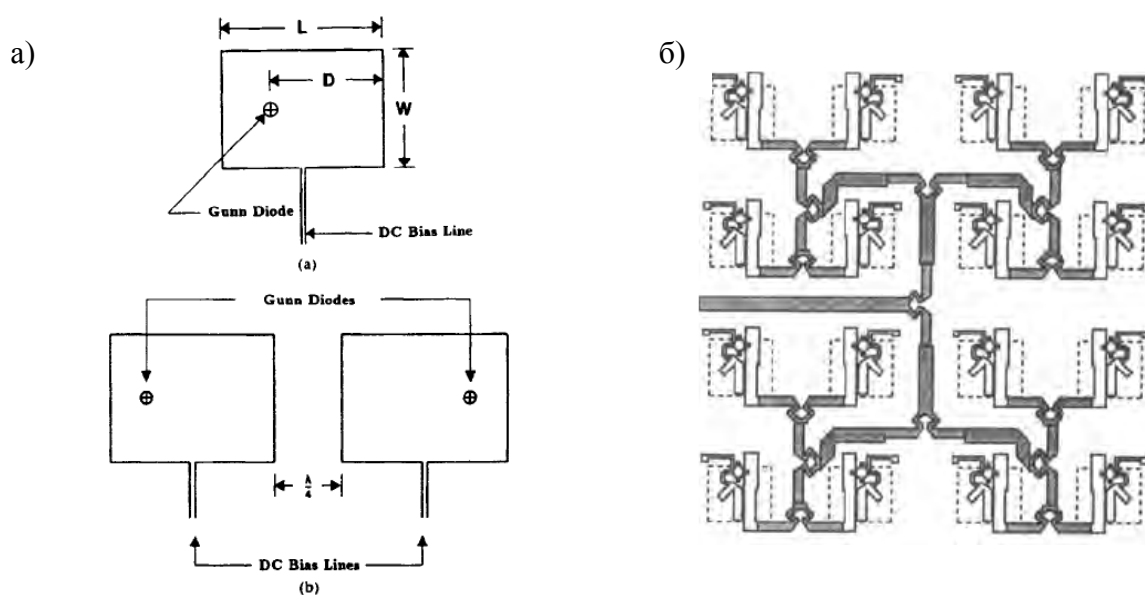 а)
L
D
W
Gunn Diode
DC Bias Line
(a)
Gunn Diodes
λ
4
DC Bias Lines
(b)
б)